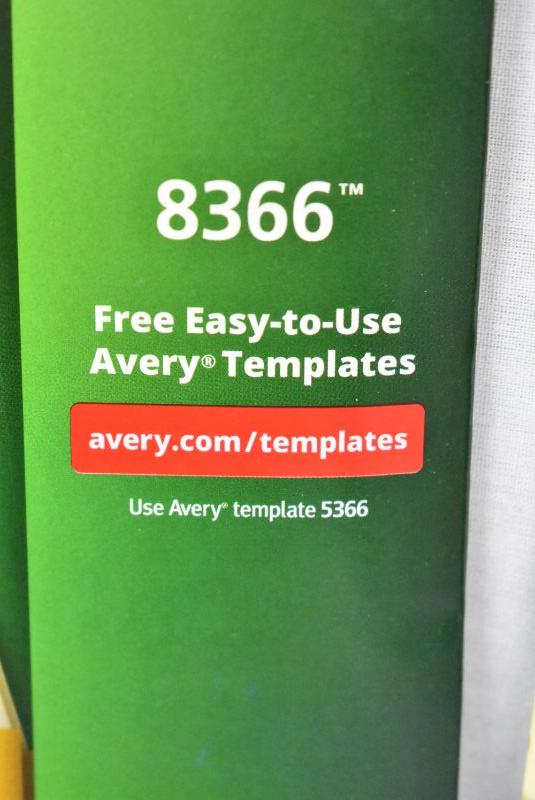 8366™
Free Easy-to-Use
Avery® Templates
avery.com/templates
Use Avery® template 5366